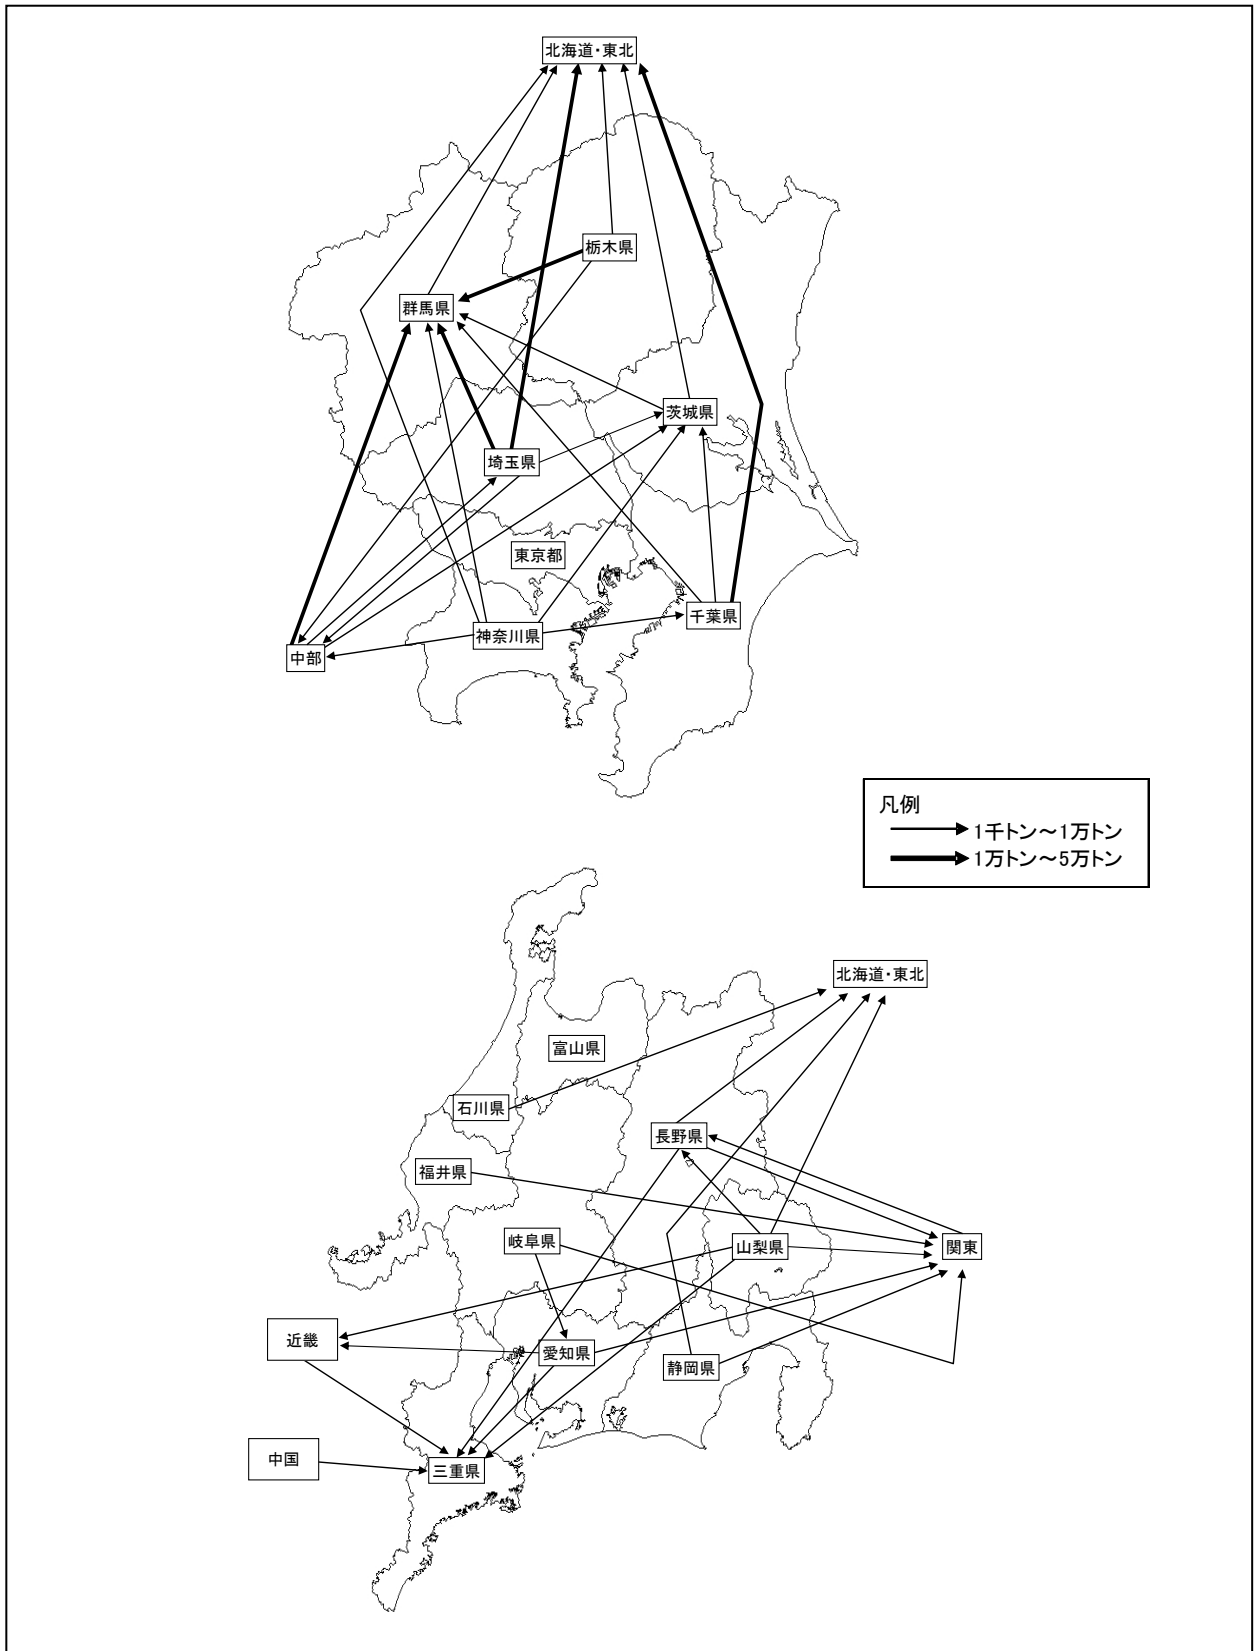 北海道・東北
栃木県
群馬県
茨城県
埼玉県
東京都
千葉県
神奈川県
中部
凡例
1千トン～1万トン
1万トン～5万トン
北海道・東北
富山県
石川県
長野県
福井県
岐阜県
山梨県
関東
近畿
愛知県
静岡県
中国
三重県